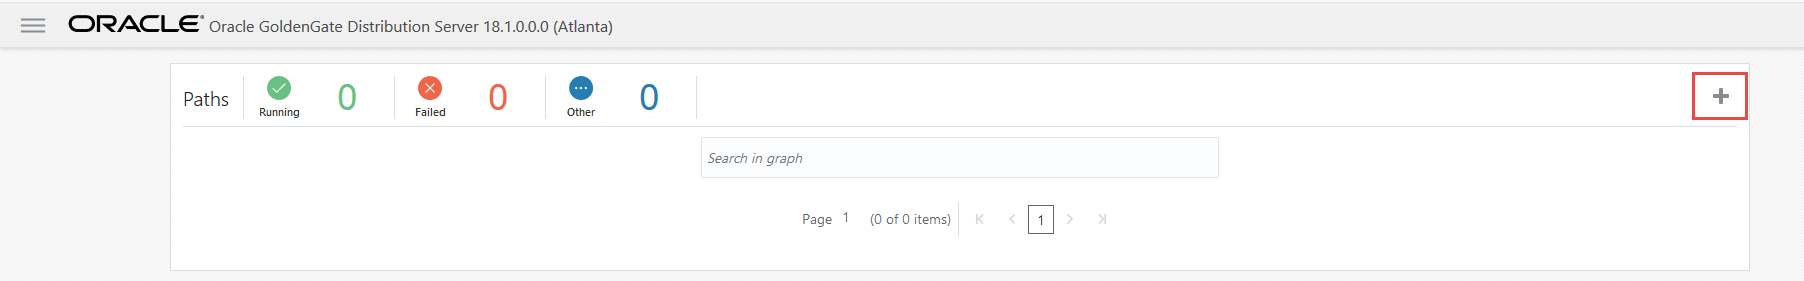 ORACLE Oracle GoldenGate Distribution Server 18.1.0.0.0 (Atlanta)
Paths Running 0 Failed 0 Other 0
Search in graph
Page 1 (0 of 0 items) 1